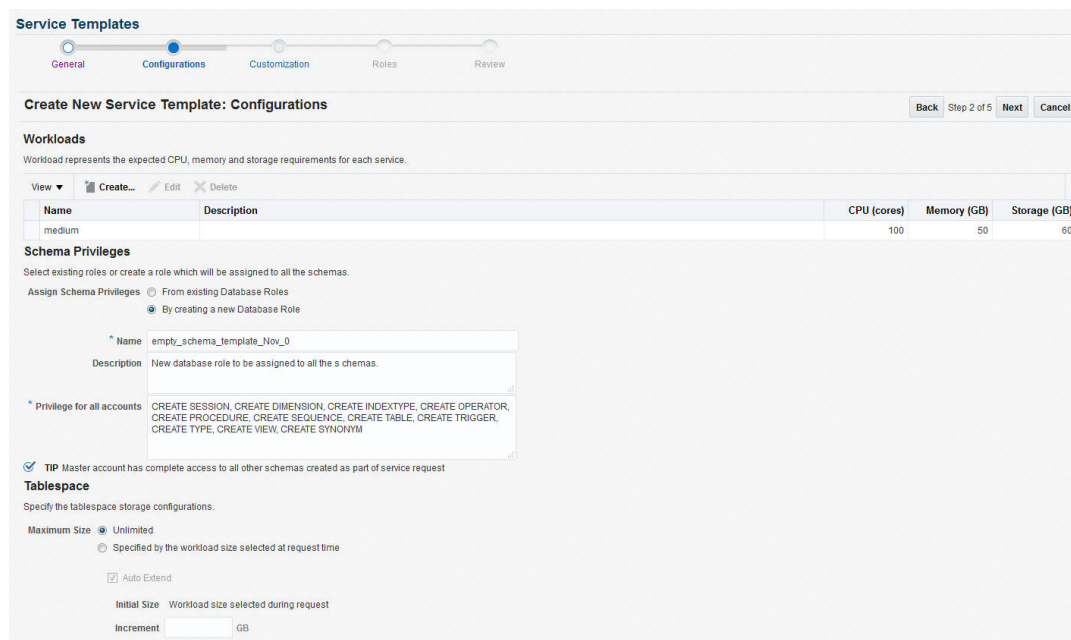 Service Templates
General Configurations Customization Roles Review
Create New Service Template: Configurations
Back Step 2 of 5 Next Cancel
Workloads
Workload represents the expected CPU, memory and storage requirements for each service.
View Create... Edit Delete
Name Description CPU (cores) Memory (GB) Storage (GB)
medium 100 50 60
Schema Privileges
Select existing roles or create a role which will be assigned to all the schemas.
Assign Schema Privileges From existing Database Roles
By creating a new Database Role
* Name empty_schema_template_Nov_0
Description New database role to be assigned to all the s chemas.
* Privilege for all accounts CREATE SESSION, CREATE DIMENSION, CREATE INDEXTYPE, CREATE OPERATOR,
CREATE PROCEDURE, CREATE SEQUENCE, CREATE TABLE, CREATE TRIGGER,
CREATE TYPE, CREATE VIEW, CREATE SYNONYM
TIP Master account has complete access to all other schemas created as part of service request
Tablespace
Specify the tablespace storage configurations.
Maximum Size Unlimited
Specified by the workload size selected at request time
Auto Extend
Initial Size Workload size selected during request
Increment GB